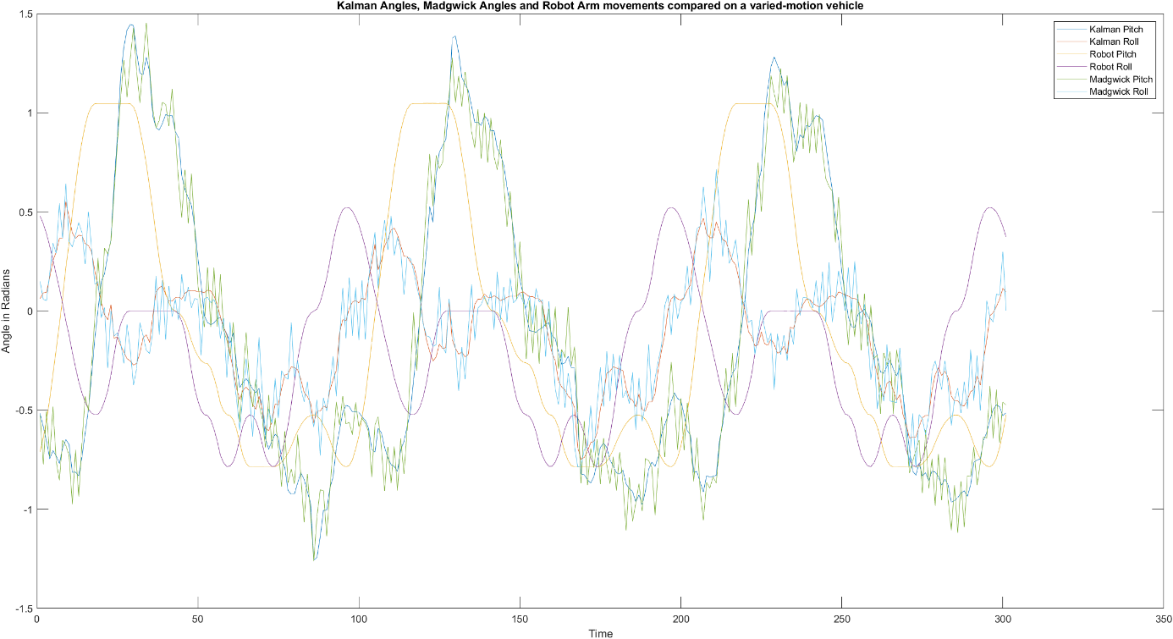 Kalman Angles, Madgwick Angles and Robot Arm movements compared on a varied-motion vehicle
1.5
1
0.5
0
-0.5
-1
-1.5
Angle in Radians
0
50
100
150
200
250
300
350
Time
Kalman Pitch
Kalman Roll
Robot Pitch
Robot Roll
Madgwick Pitch
Madgwick Roll